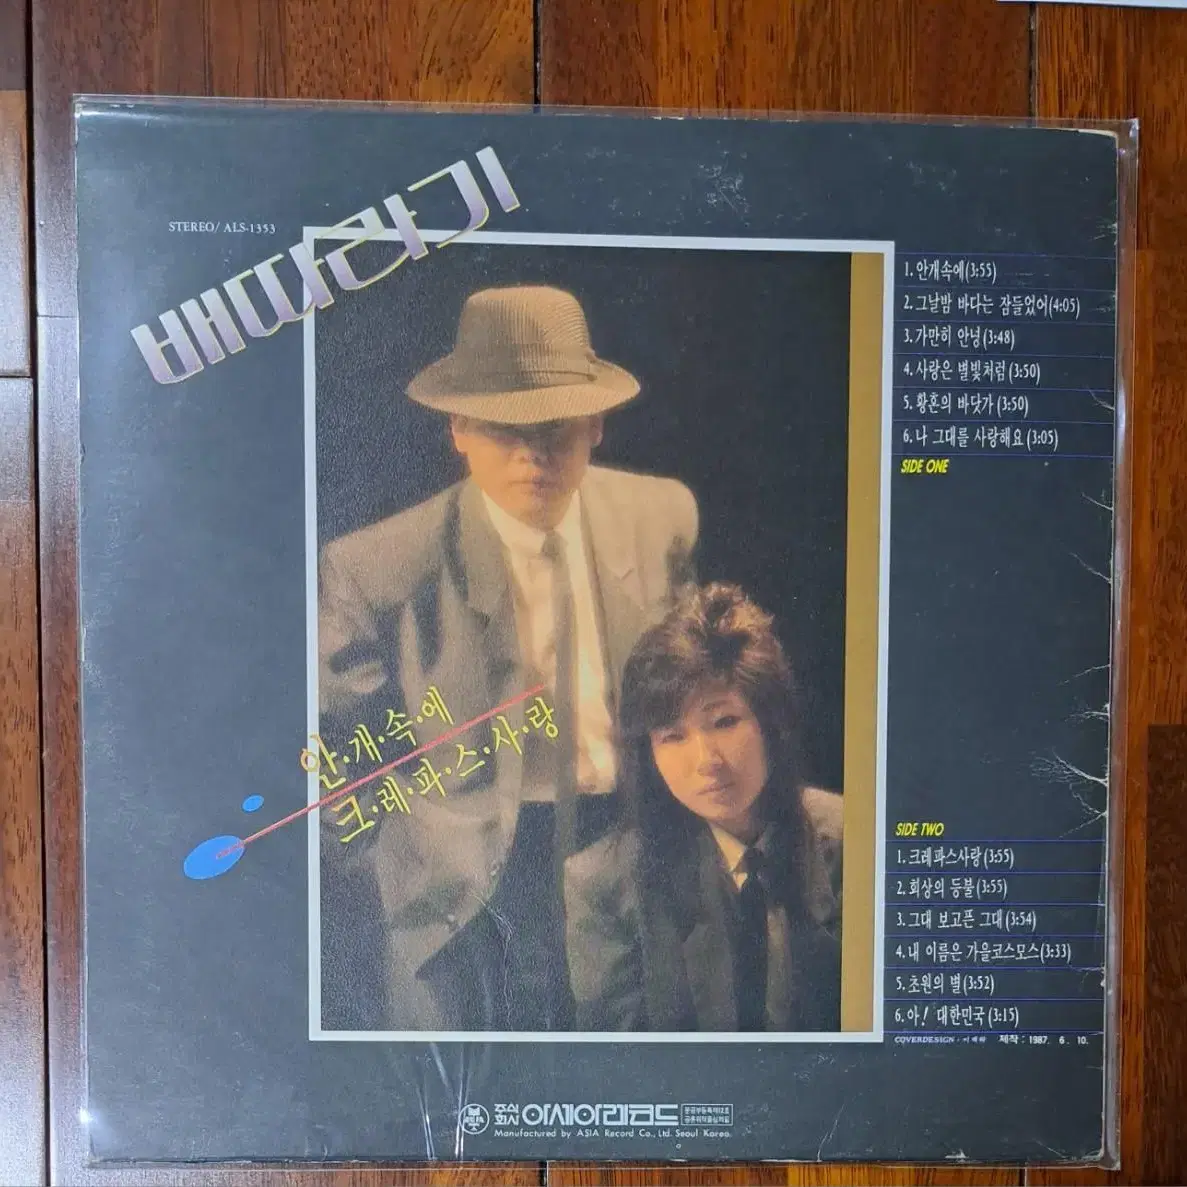 배따라기
STEREO/ ALS-1353
1. 안개속에(3:55)
2. 그날밤 바다는 잠들었어(4:05)
3. 가만히 안녕(3:48)
4. 사랑은 별빛처럼(3:50)
5. 황혼의 바닷가(3:50)
6. 나 그대를 사랑해요(3:05)
SIDE ONE
안·개·속·에
크·레·파·스·사·랑
SIDE TWO
1. 크레파스사랑(3:55)
2. 회상의 등불(3:55)
3. 그대 보고픈 그대(3:54)
4. 내 이름은 가을코스모스(3:33)
5. 초원의 별(3:52)
6. 아! 대한민국(3:15)
COVERDESIGN · 제작 : 1987. 6. 10.
주식회사 아세아레코드
Manufactured by ASIA Record Co., Ltd. Seoul Korea.